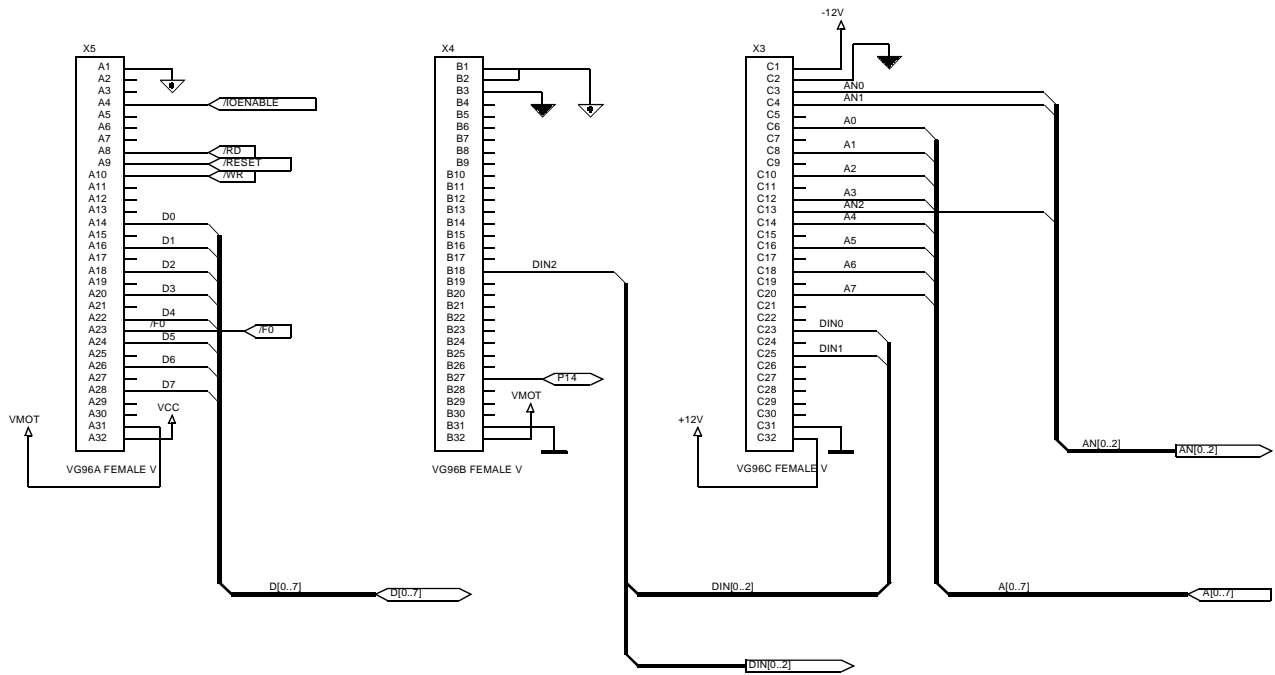 X5
A1
A2
A3
A4
A5
A6
A7
A8
A9
A10
A11
A12
A13
A14
A15
A16
A17
A18
A19
A20
A21
A22
A23
A24
A25
A26
A27
A28
A29
A30
A31
A32
VG96A FEMALE V
/IOENABLE
/RD
/RESET
/WR
D0
D1
D2
D3
D4
/F0
/F0
D5
D6
D7
VCC
VMOT
D[0..7]
D[0..7]
X4
B1
B2
B3
B4
B5
B6
B7
B8
B9
B10
B11
B12
B13
B14
B15
B16
B17
B18
B19
B20
B21
B22
B23
B24
B25
B26
B27
B28
B29
B30
B31
B32
VG96B FEMALE V
DIN2
P14
VMOT
X3
C1
C2
C3
C4
C5
C6
C7
C8
C9
C10
C11
C12
C13
C14
C15
C16
C17
C18
C19
C20
C21
C22
C23
C24
C25
C26
C27
C28
C29
C30
C31
C32
VG96C FEMALE V
-12V
AN0
AN1
A0
A1
A2
A3
AN2
A4
A5
A6
A7
DIN0
DIN1
+12V
AN[0..2]
AN[0..2]
DIN[0..2]
A[0..7]
A[0..7]
DIN[0..2]